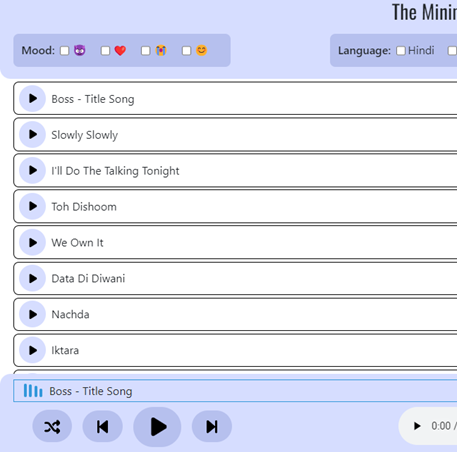 The Mini
Mood: 😈 ❤️ 😭 😊
Language: Hindi
Boss - Title Song
Slowly Slowly
I'll Do The Talking Tonight
Toh Dishoom
We Own It
Data Di Diwani
Nachda
Iktara
Boss - Title Song
0:00 /